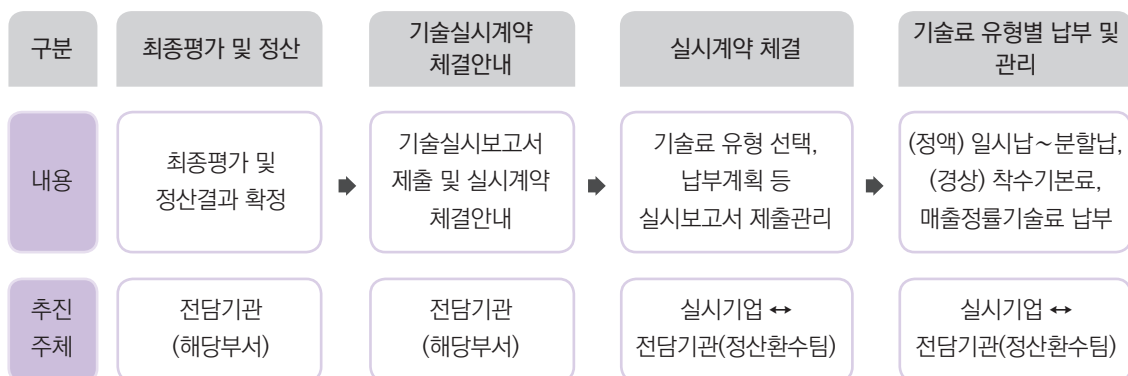 구분
최종평가 및 정산
기술실시계약
체결안내
실시계약 체결
기술료 유형별 납부 및
관리
내용
최종평가 및
정산결과 확정
기술실시보고서
제출 및 실시계약
체결안내
기술료 유형 선택,
납부계획 등
실시보고서 제출관리
(정액) 일시납~분할납,
(경상) 착수기본료,
매출정률기술료 납부
추진
주체
전담기관
(해당부서)
전담기관
(해당부서)
실시기업 ↔
전담기관(정산환수팀)
실시기업 ↔
전담기관(정산환수팀)